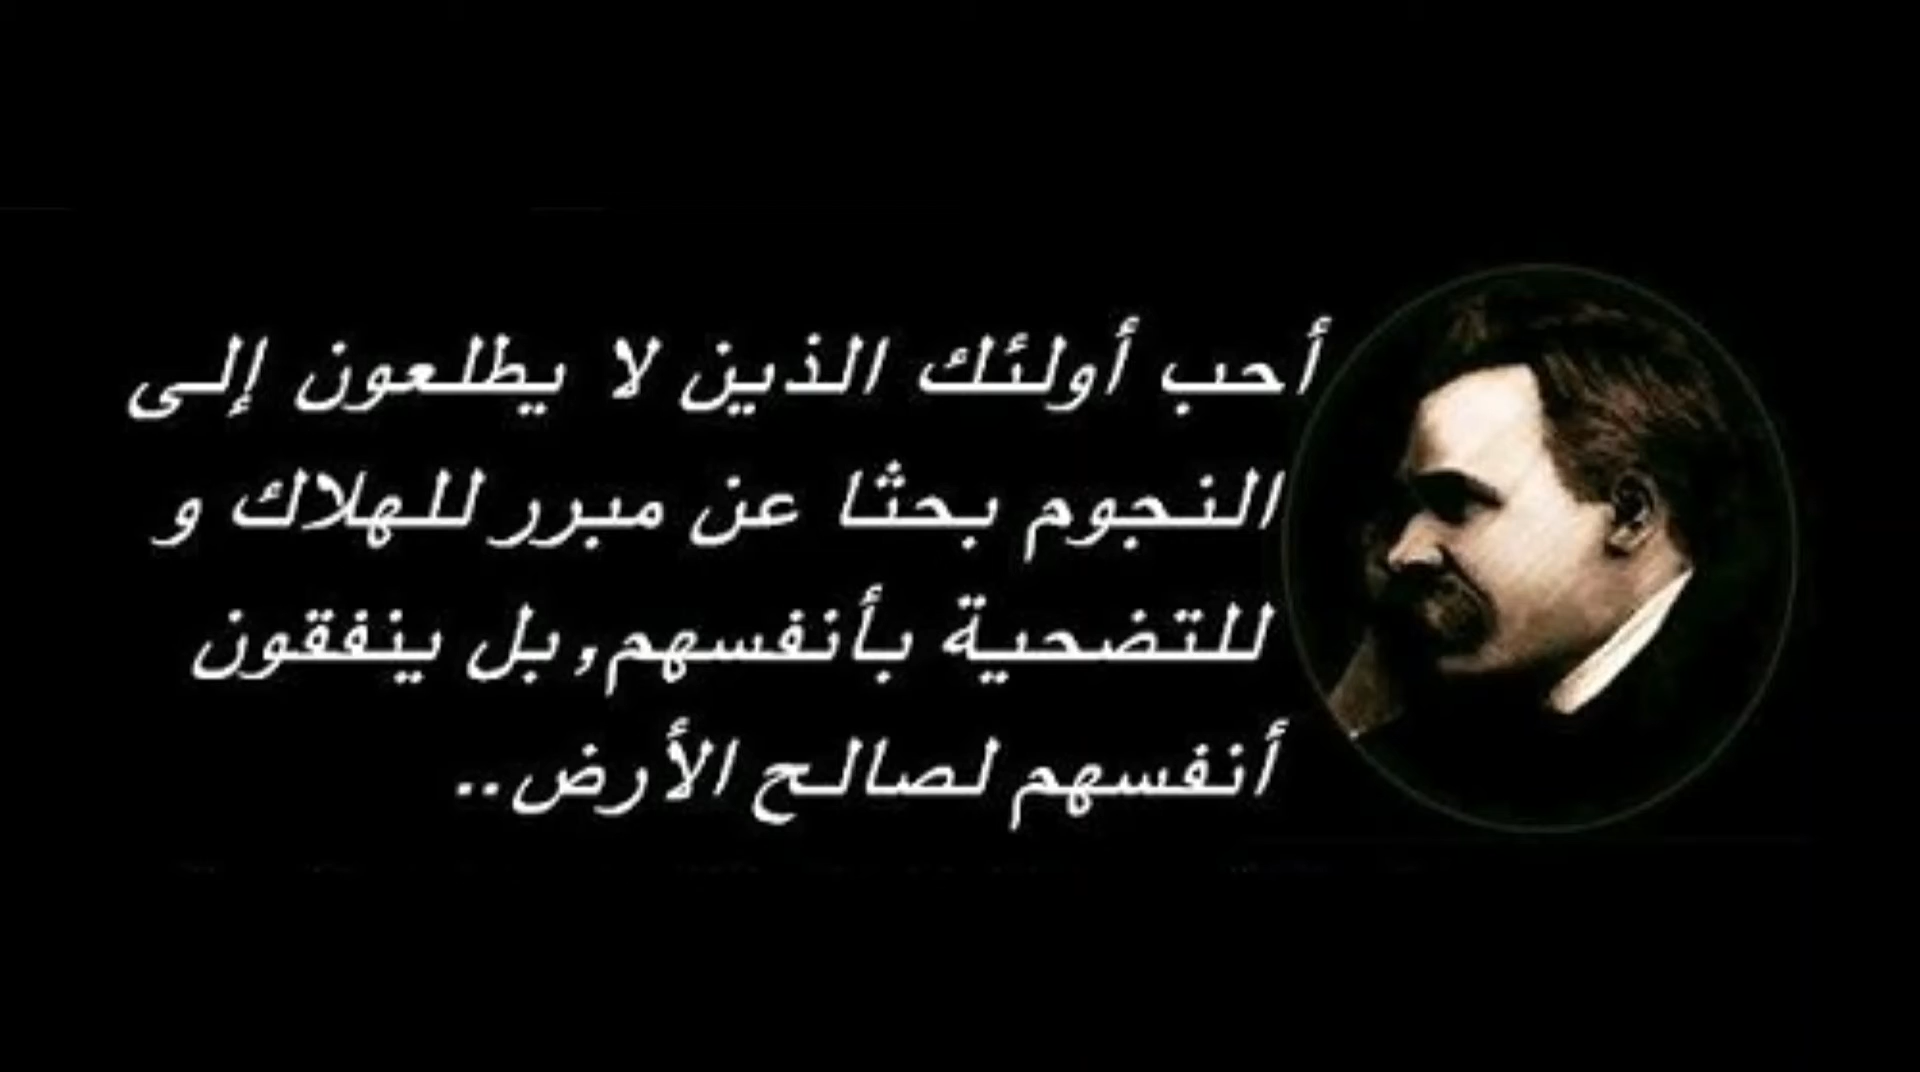 أحب أولئك الذين لا يطلعون إلى
النجوم بحثا عن مبرر للهلاك و
للتضحية بأنفسهم, بل ينفقون
أنفسهم لصالح الأرض..